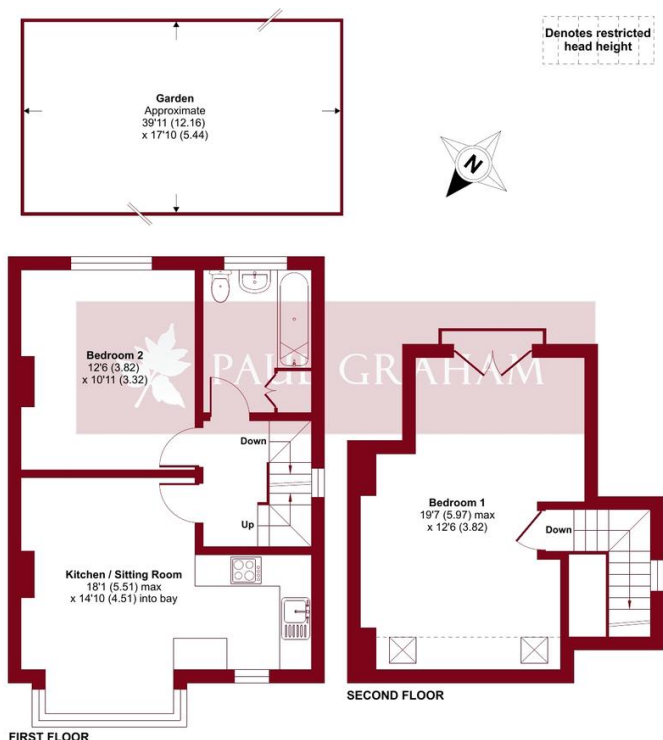 Denotes restricted
head height
Garden
Approximate
39'11 (12.16)
x 17'10 (5.44)
N
PAUL GRAHAM
Bedroom 2
12'6 (3.82)
x 10'11 (3.32)
Down
Up
Kitchen / Sitting Room
18'1 (5.51) max
x 14'10 (4.51) into bay
FIRST FLOOR
Bedroom 1
19'7 (5.97) max
x 12'6 (3.82)
Down
SECOND FLOOR